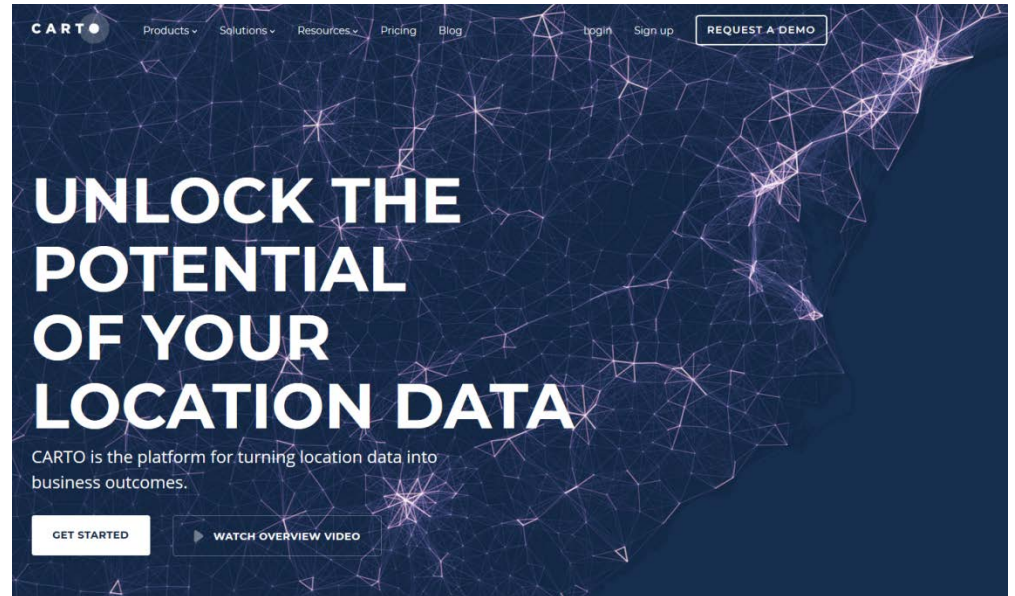 CARTO Products Solutions Resources Pricing Blog Login Sign up REQUEST A DEMO
UNLOCK THE
POTENTIAL
OF YOUR
LOCATION DATA
CARTO is the platform for turning location data into
business outcomes.
GET STARTED WATCH OVERVIEW VIDEO